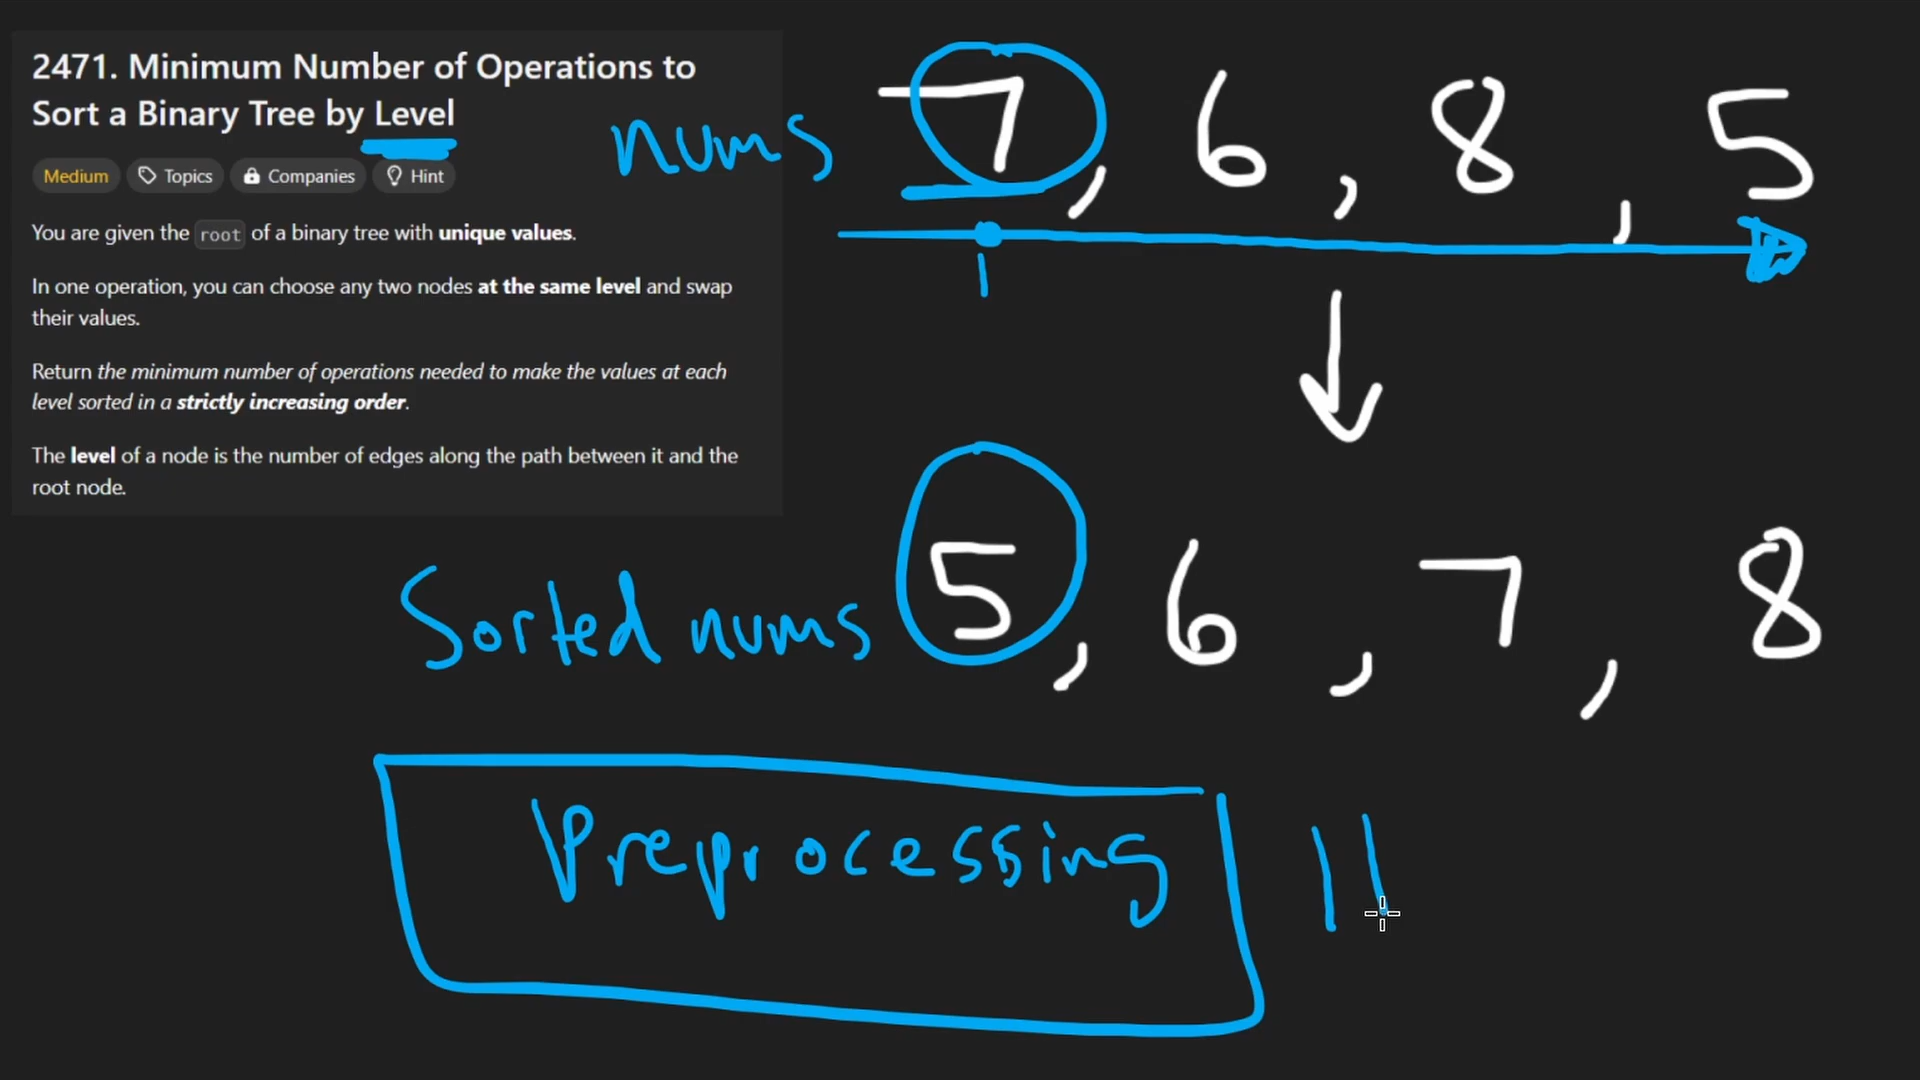 2471. Minimum Number of Operations to
Sort a Binary Tree by Level
Medium Topics Companies Hint
You are given the root of a binary tree with unique values.
In one operation, you can choose any two nodes at the same level and swap
their values.
Return the minimum number of operations needed to make the values at each
level sorted in a strictly increasing order.
The level of a node is the number of edges along the path between it and the
root node.
nums 7, 6, 8, 5
1
Sorted nums 5, 6, 7, 8
Preprocessing